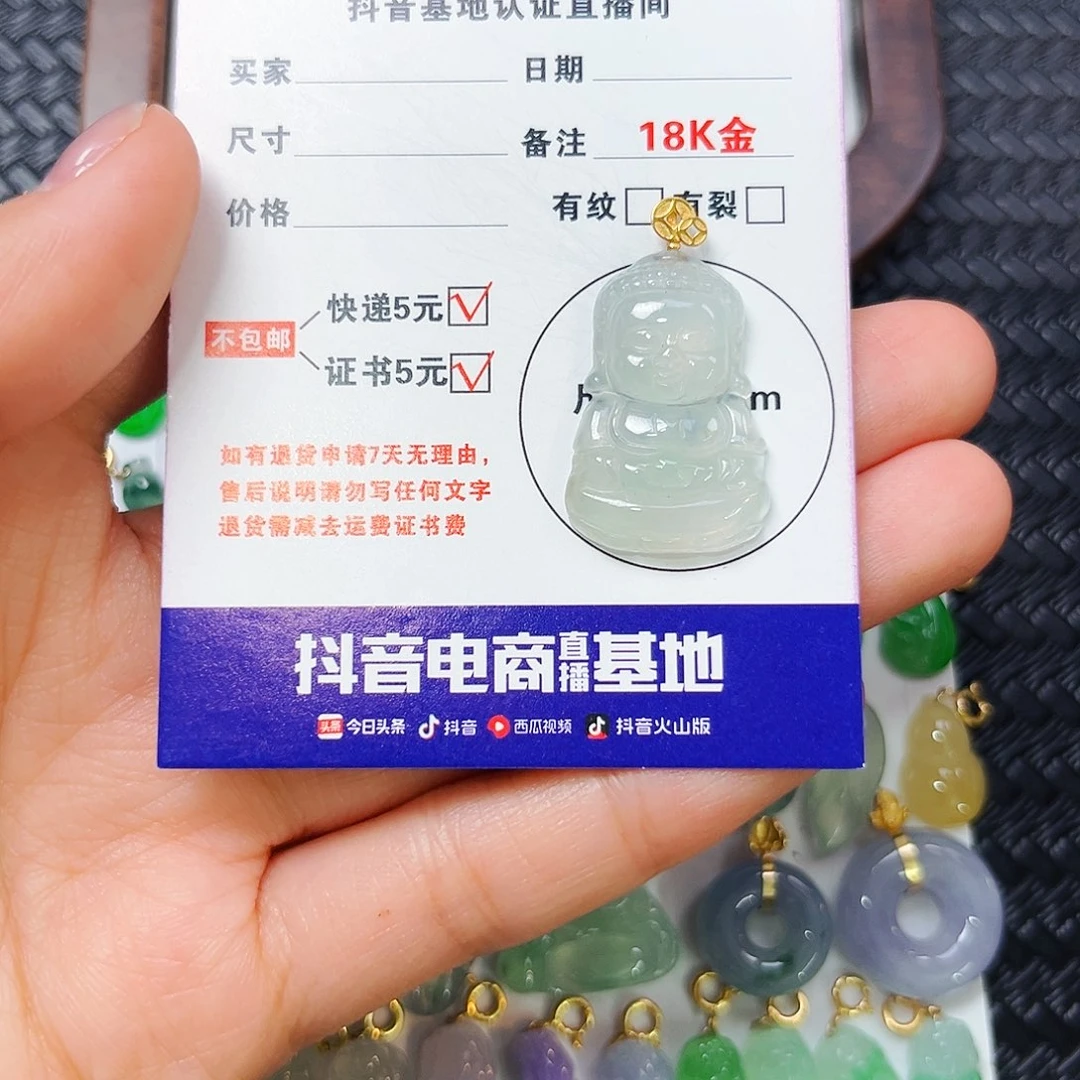 抖音基地认证直播间
买家 日期
尺寸 备注 18K金
价格 有纹 有裂
快递5元
不包邮
证书5元
m
如有退货申请7天无理由，
售后说明请勿写任何文字
退货需减去运费证书费
抖音电商直播基地
头条 今日头条 抖音 西瓜视频 抖音火山版